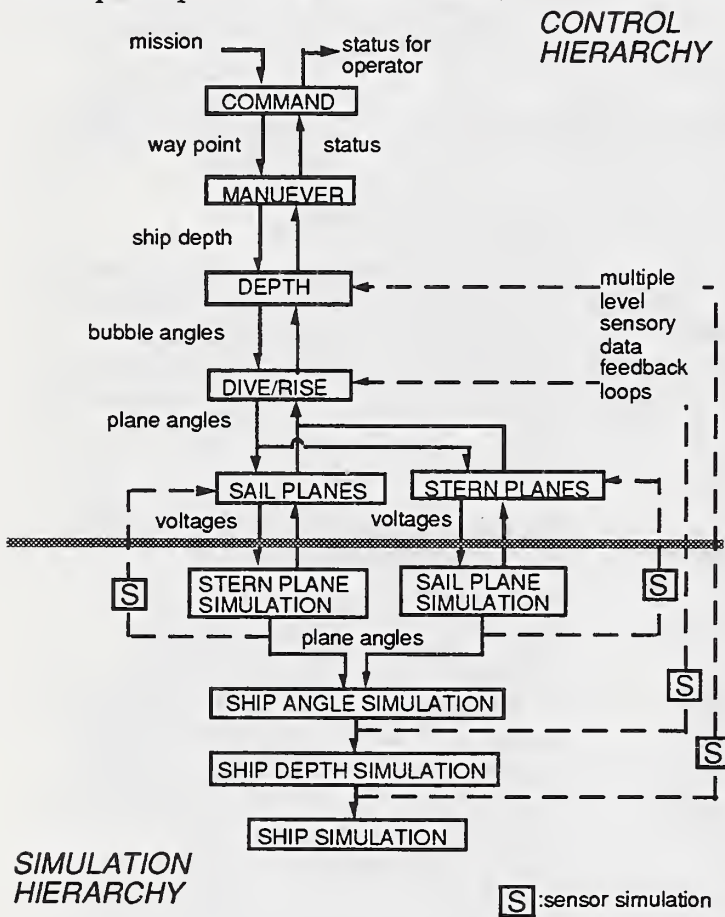 CONTROL
HIERARCHY
mission
status for
operator
COMMAND
way point
status
MANUEVER
ship depth
DEPTH
multiple
level
sensory
data
feedback
loops
bubble angles
DIVE/RISE
plane angles
SAIL PLANES
STERN PLANES
voltages
voltages
S
STERN PLANE
SIMULATION
SAIL PLANE
SIMULATION
S
plane angles
SHIP ANGLE SIMULATION
S
SHIP DEPTH SIMULATION
S
SHIP SIMULATION
SIMULATION
HIERARCHY
S :sensor simulation